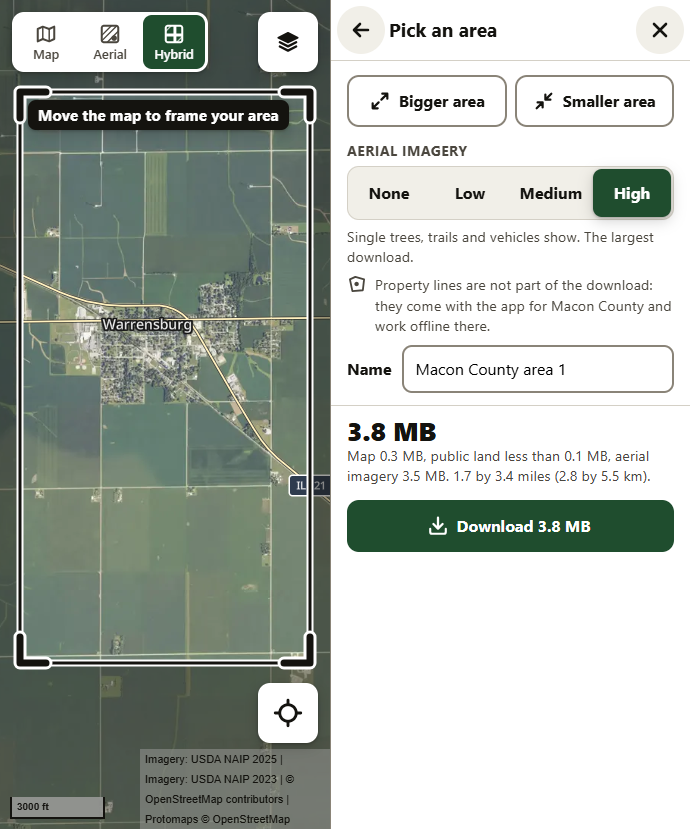 Map
Aerial
Hybrid
Move the map to frame your area
Warrensburg
IL 121
3000 ft
Imagery: USDA NAIP 2025 |
Imagery: USDA NAIP 2023 | ©
OpenStreetMap contributors |
Protomaps © OpenStreetMap
Pick an area
Bigger area
Smaller area
AERIAL IMAGERY
None
Low
Medium
High
Single trees, trails and vehicles show. The largest
download.
Property lines are not part of the download:
they come with the app for Macon County and
work offline there.
Name
Macon County area 1
3.8 MB
Map 0.3 MB, public land less than 0.1 MB, aerial
imagery 3.5 MB. 1.7 by 3.4 miles (2.8 by 5.5 km).
Download 3.8 MB